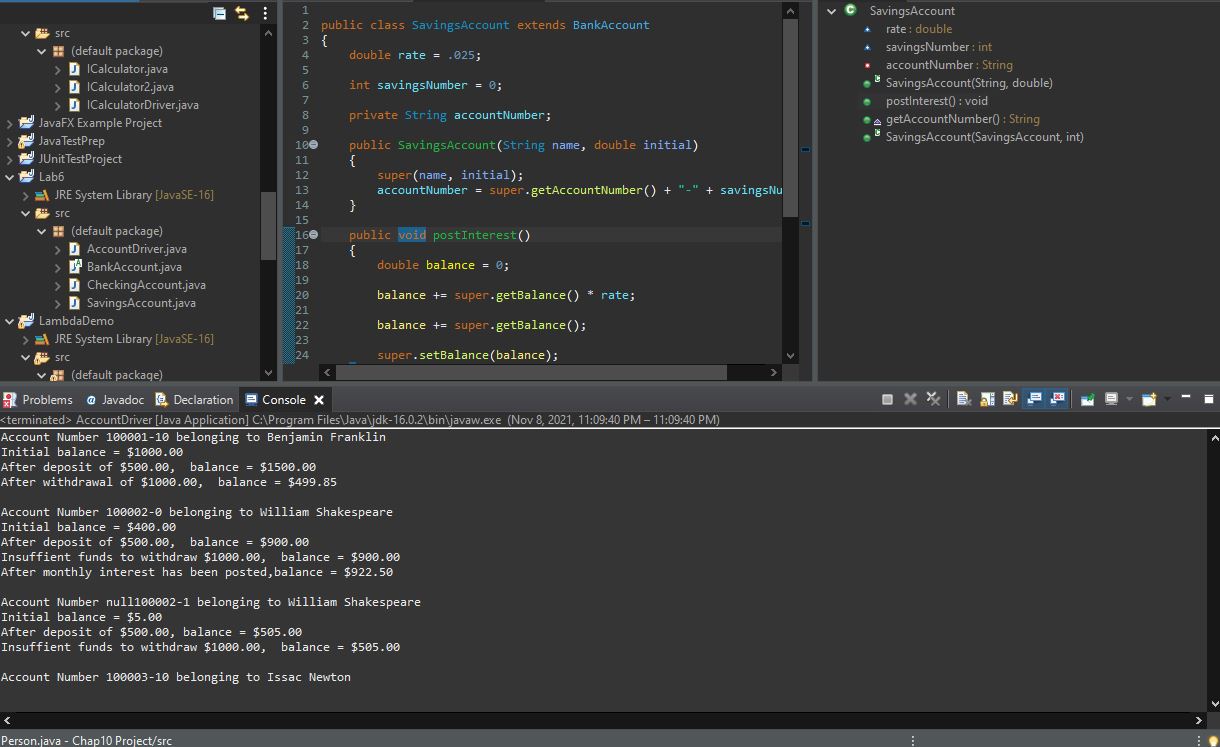 src
(default package)
ICalculator.java
ICalculator2.java
ICalculatorDriver.java
JavaFX Example Project
JavaTestPrep
JUnitTestProject
Lab6
JRE System Library [JavaSE-16]
src
(default package)
AccountDriver.java
BankAccount.java
CheckingAccount.java
SavingsAccount.java
LambdaDemo
JRE System Library [JavaSE-16]
src
(default package)
1
2 public class SavingsAccount extends BankAccount
3 {
4 double rate = .025;
5
6 int savingsNumber = 0;
7
8 private String accountNumber;
9
10 public SavingsAccount(String name, double initial)
11 {
12 super(name, initial);
13 accountNumber = super.getAccountNumber() + "-" + savingsNu
14 }
15
16 public void postInterest()
17 {
18 double balance = 0;
19
20 balance += super.getBalance() * rate;
21
22 balance += super.getBalance();
23
24 super.setBalance(balance);
SavingsAccount
rate : double
savingsNumber : int
accountNumber : String
SavingsAccount(String, double)
postInterest() : void
getAccountNumber() : String
SavingsAccount(SavingsAccount, int)
Problems @ Javadoc Declaration Console
<terminated> AccountDriver [Java Application] C:\Program Files\Java\jdk-16.0.2\bin\javaw.exe (Nov 8, 2021, 11:09:40 PM – 11:09:40 PM)
Account Number 100001-10 belonging to Benjamin Franklin
Initial balance = $1000.00
After deposit of $500.00,  balance = $1500.00
After withdrawal of $1000.00,  balance = $499.85
Account Number 100002-0 belonging to William Shakespeare
Initial balance = $400.00
After deposit of $500.00,  balance = $900.00
Insuffient funds to withdraw $1000.00,  balance = $900.00
After monthly interest has been posted,balance = $922.50
Account Number null100002-1 belonging to William Shakespeare
Initial balance = $5.00
After deposit of $500.00, balance = $505.00
Insuffient funds to withdraw $1000.00,  balance = $505.00
Account Number 100003-10 belonging to Issac Newton
Person.java - Chap10 Project/src